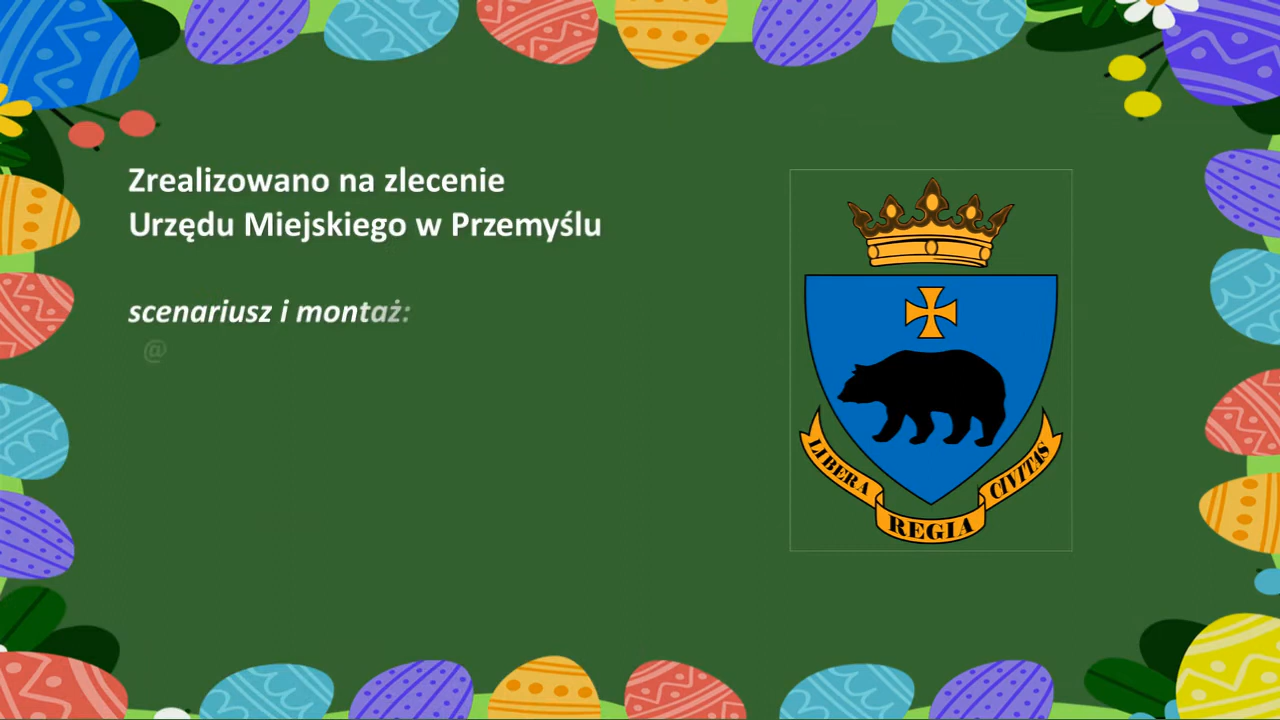 Zrealizowano na zlecenie
Urzędu Miejskiego w Przemyślu
scenariusz i montaż:
@
LIBERA REGIA CIVITAS